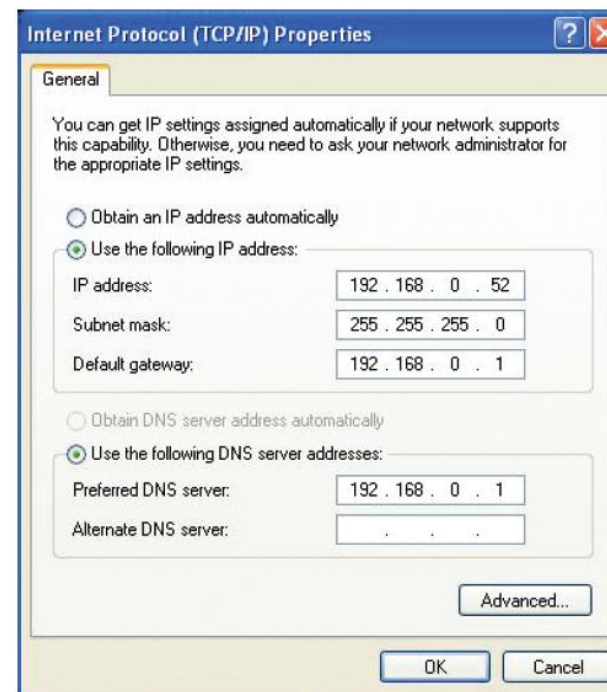 Internet Protocol (TCP/IP) Properties
General
You can get IP settings assigned automatically if your network supports
this capability. Otherwise, you need to ask your network administrator for
the appropriate IP settings.
Obtain an IP address automatically
Use the following IP address:
IP address: 192 . 168 . 0 . 52
Subnet mask: 255 . 255 . 255 . 0
Default gateway: 192 . 168 . 0 . 1
Obtain DNS server address automatically
Use the following DNS server addresses:
Preferred DNS server: 192 . 168 . 0 . 1
Alternate DNS server: . . .
Advanced...
OK Cancel